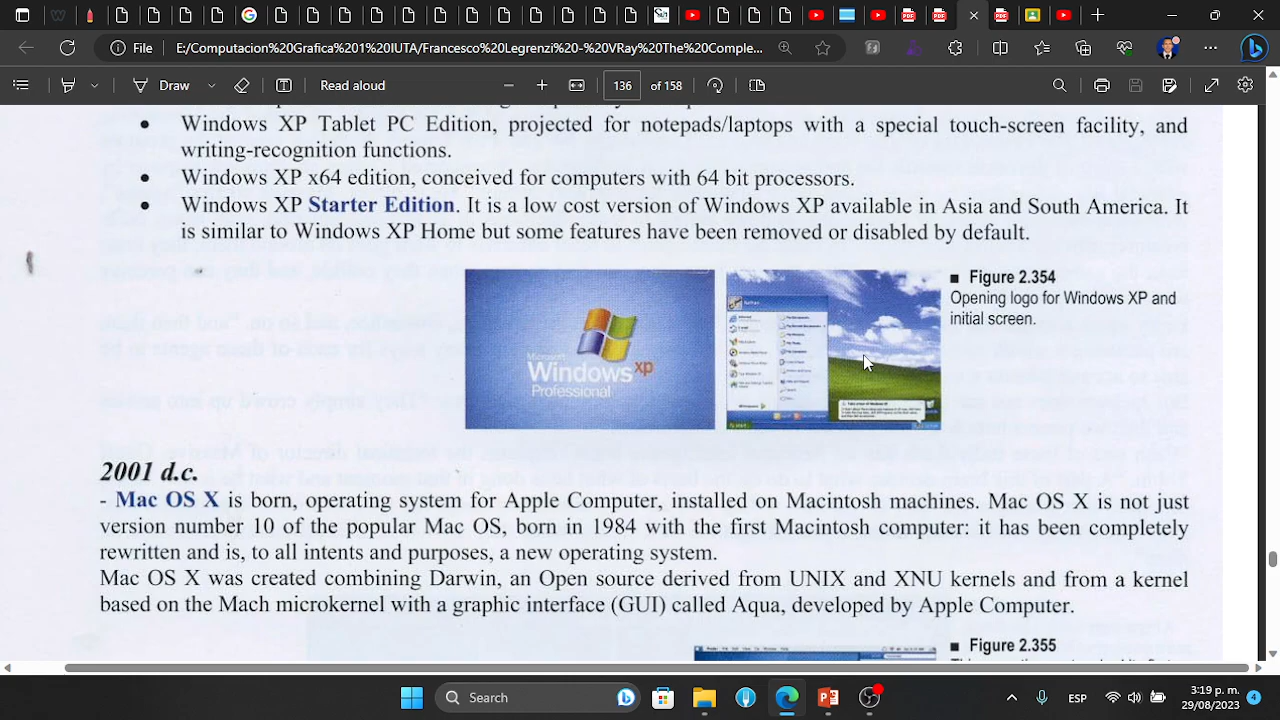 File
E:/Computacion%20Grafica%201%20IUTA/Francesco%20Legrenzi%20-%20VRay%20The%20Comple...
Draw
Read aloud
136 of 158
• Windows XP Tablet PC Edition, projected for notepads/laptops with a special touch-screen facility, and
writing-recognition functions.
• Windows XP x64 edition, conceived for computers with 64 bit processors.
• Windows XP Starter Edition. It is a low cost version of Windows XP available in Asia and South America. It
is similar to Windows XP Home but some features have been removed or disabled by default.
Windows xp
Professional
■ Figure 2.354
Opening logo for Windows XP and
initial screen.
2001 d.c.
- Mac OS X is born, operating system for Apple Computer, installed on Macintosh machines. Mac OS X is not just
version number 10 of the popular Mac OS, born in 1984 with the first Macintosh computer: it has been completely
rewritten and is, to all intents and purposes, a new operating system.
Mac OS X was created combining Darwin, an Open source derived from UNIX and XNU kernels and from a kernel
based on the Mach microkernel with a graphic interface (GUI) called Aqua, developed by Apple Computer.
■ Figure 2.355
Search
ESP
3:19 p. m.
29/08/2023
4